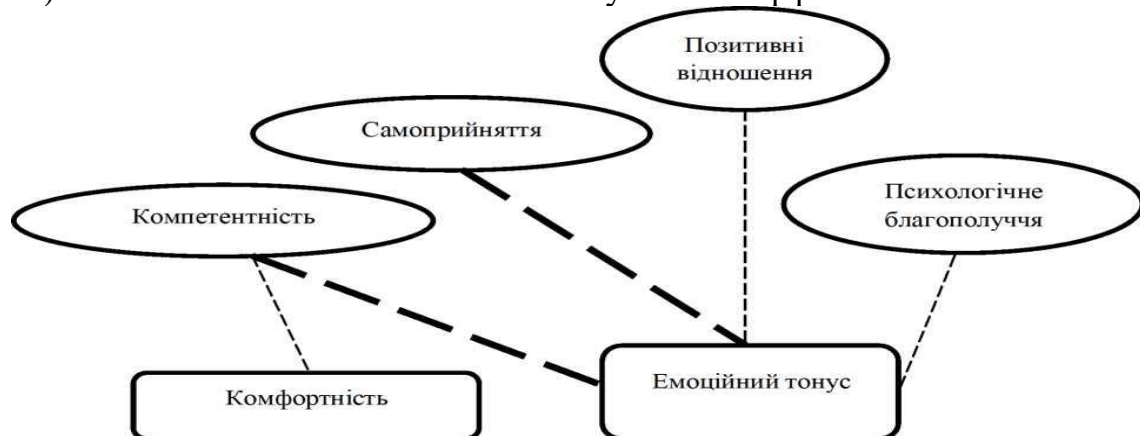 Позитивні
відношення
Самоприйняття
Психологічне
благополуччя
Компетентність
Емоційний тонус
Комфортність